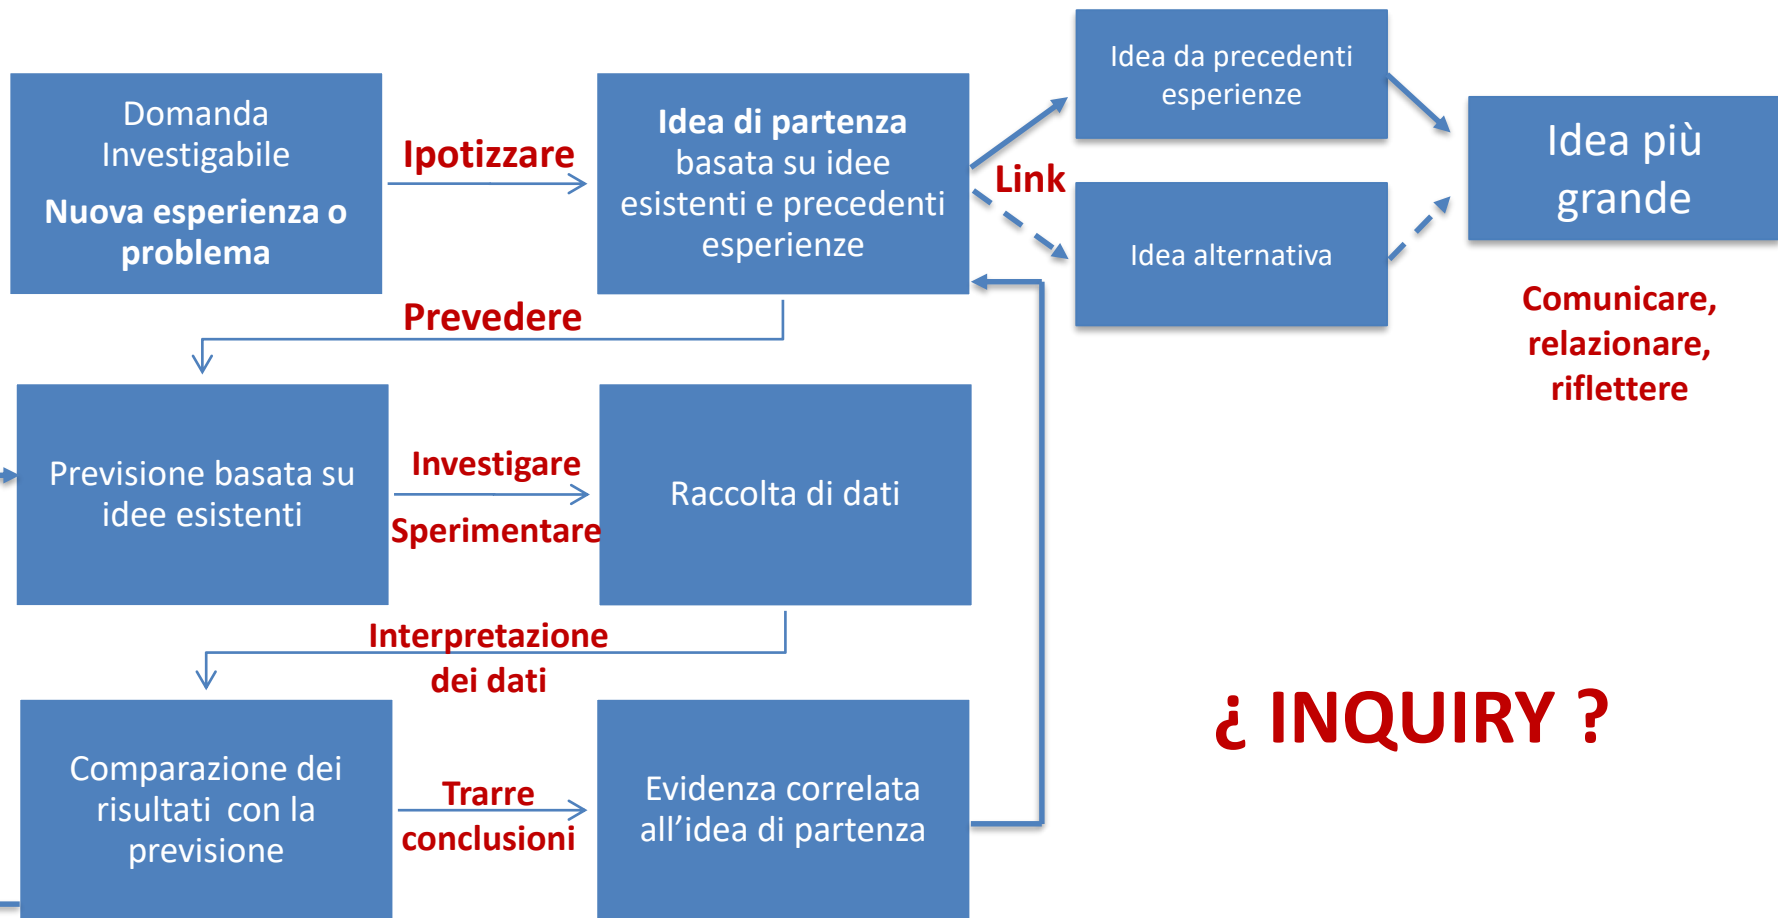 Domanda
Investigabile
Nuova esperienza o
problema
Ipotizzare
Idea di partenza
basata su idee
esistenti e precedenti
esperienze
Link
Idea da precedenti
esperienze
Idea alternativa
Idea più
grande
Comunicare,
relazionare,
riflettere
Prevedere
Previsione basata su
idee esistenti
Investigare
Sperimentare
Raccolta di dati
Interpretazione
dei dati
Comparazione dei
risultati con la
previsione
Trarre
conclusioni
Evidenza correlata
all’idea di partenza
¿ INQUIRY ?